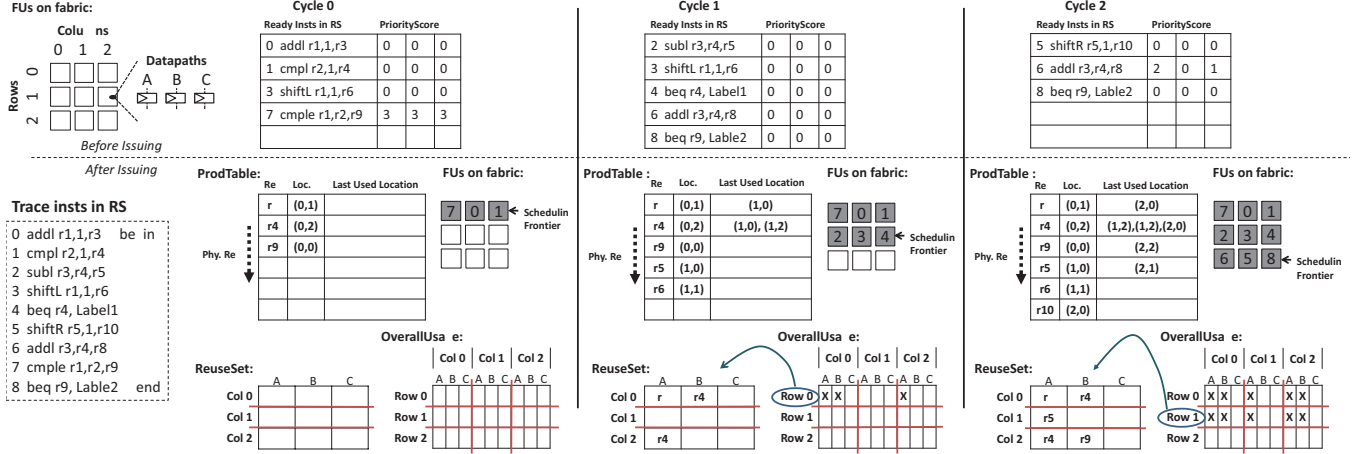 FUs on fabric:
Colu ns
0 1 2
Rows
0
1
2
Datapaths
A B C
Before Issuing
After Issuing
Trace insts in RS
0 addl r1,1,r3 be in
1 cmpl r2,1,r4
2 subl r3,r4,r5
3 shiftL r1,1,r6
4 beq r4, Label1
5 shiftR r5,1,r10
6 addl r3,r4,r8
7 cmple r1,r2,r9
8 beq r9, Lable2 end
Cycle 0
Ready Insts in RS PriorityScore
0 addl r1,1,r3 0 0 0
1 cmpl r2,1,r4 0 0 0
3 shiftL r1,1,r6 0 0 0
7 cmple r1,r2,r9 3 3 3
ProdTable :
Re Loc. Last Used Location
r (0,1)
r4 (0,2)
r9 (0,0)
Phy. Re
FUs on fabric:
7 0 1
Schedulin
Frontier
ReuseSet:
A B C
Col 0
Col 1
Col 2
OverallUsa e:
Col 0 Col 1 Col 2
A B C A B C A B C
Row 0
Row 1
Row 2
Cycle 1
Ready Insts in RS PriorityScore
2 subl r3,r4,r5 0 0 0
3 shiftL r1,1,r6 0 0 0
4 beq r4, Label1 0 0 0
6 addl r3,r4,r8 0 0 0
8 beq r9, Lable2 0 0 0
ProdTable :
Re Loc. Last Used Location
r (0,1) (1,0)
r4 (0,2) (1,0), (1,2)
r9 (0,0)
r5 (1,0)
r6 (1,1)
Phy. Re
FUs on fabric:
7 0 1
2 3 4
Schedulin
Frontier
ReuseSet:
A B C
Col 0 r r4
Col 1
Col 2 r4
OverallUsa e:
Col 0 Col 1 Col 2
A B C A B C A B C
Row 0 X X X
Row 1
Row 2
Cycle 2
Ready Insts in RS PriorityScore
5 shiftR r5,1,r10 0 0 0
6 addl r3,r4,r8 2 0 1
8 beq r9, Lable2 0 0 0
ProdTable :
Re Loc. Last Used Location
r (0,1) (2,0)
r4 (0,2) (1,2),(1,2),(2,0)
r9 (0,0) (2,2)
r5 (1,0) (2,1)
r6 (1,1)
r10 (2,0)
Phy. Re
FUs on fabric:
7 0 1
2 3 4
6 5 8
Schedulin
Frontier
ReuseSet:
A B C
Col 0 r r4
Col 1 r5
Col 2 r4 r9
OverallUsa e:
Col 0 Col 1 Col 2
A B C A B C A B C
Row 0 X X X X X
Row 1 X X X X X
Row 2